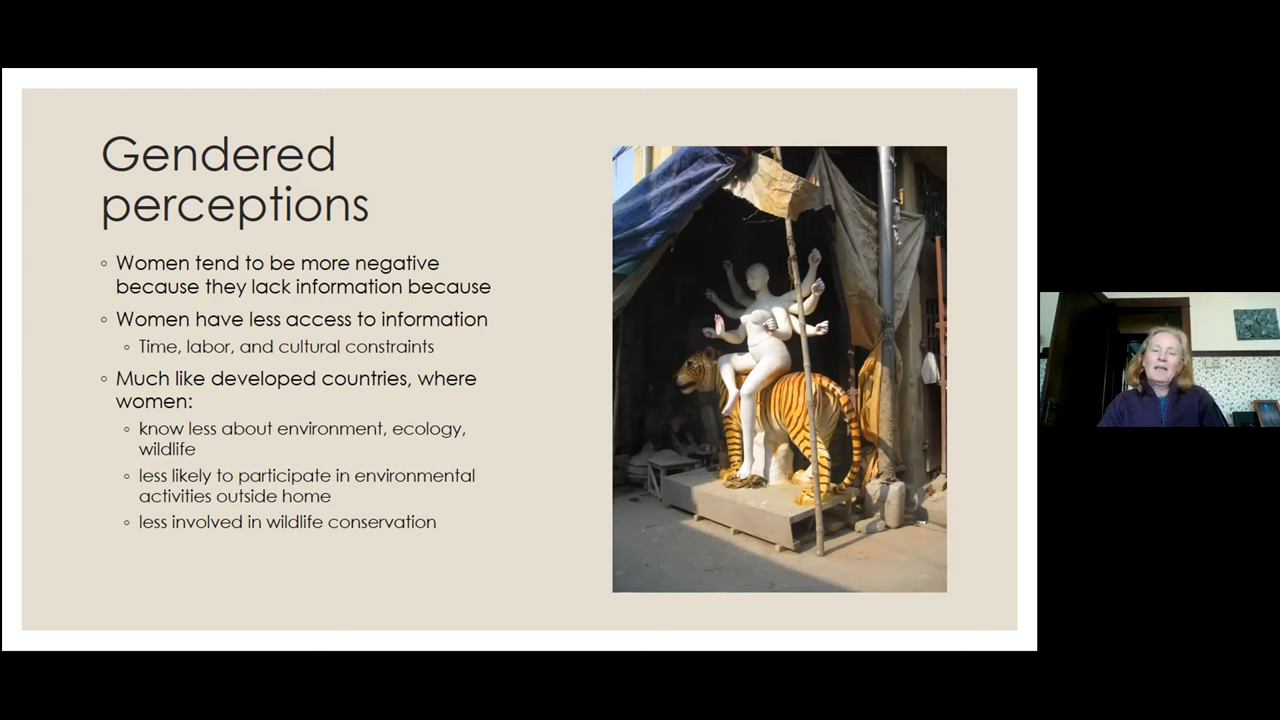 Gendered
perceptions
◦ Women tend to be more negative
because they lack information because
◦ Women have less access to information
◦ Time, labor, and cultural constraints
◦ Much like developed countries, where
women:
◦ know less about environment, ecology,
wildlife
◦ less likely to participate in environmental
activities outside home
◦ less involved in wildlife conservation